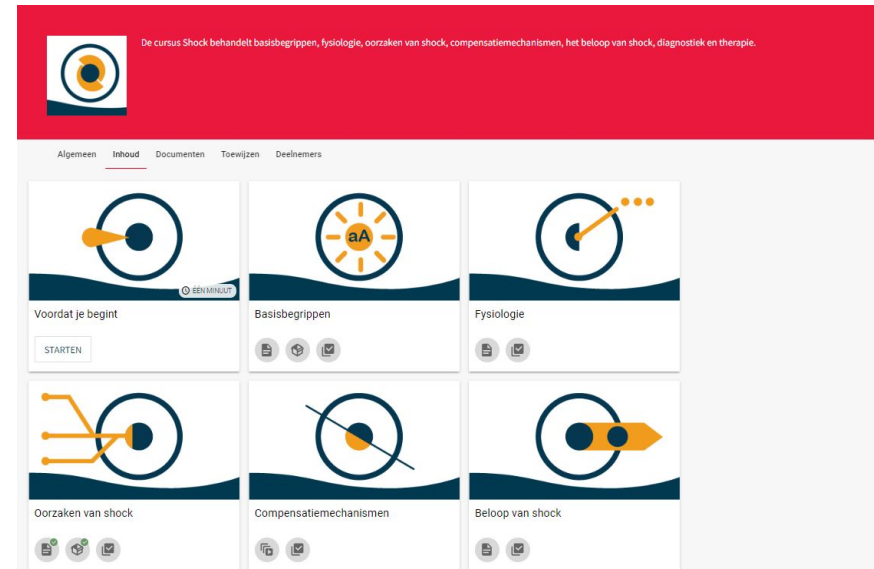 De cursus Shock behandelt basisbegrippen, fysiologie, oorzaken van shock, compensatiemechanismen, het beloop van shock, diagnostiek en therapie.
Algemeen Inhoud Documenten Toewijzen Deelnemers
aA
ÉÉN MINUUT
Voordat je begint
Basisbegrippen
Fysiologie
STARTEN
Oorzaken van shock
Compensatiemechanismen
Beloop van shock